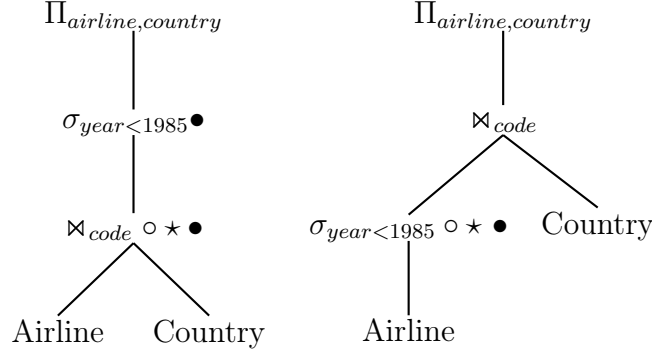 Π_{airline,country}
σ_{year<1985} ●
⋈_{code} ○ ⋆ ●
Airline Country
Π_{airline,country}
⋈_{code}
σ_{year<1985} ○ ⋆ ● Country
Airline